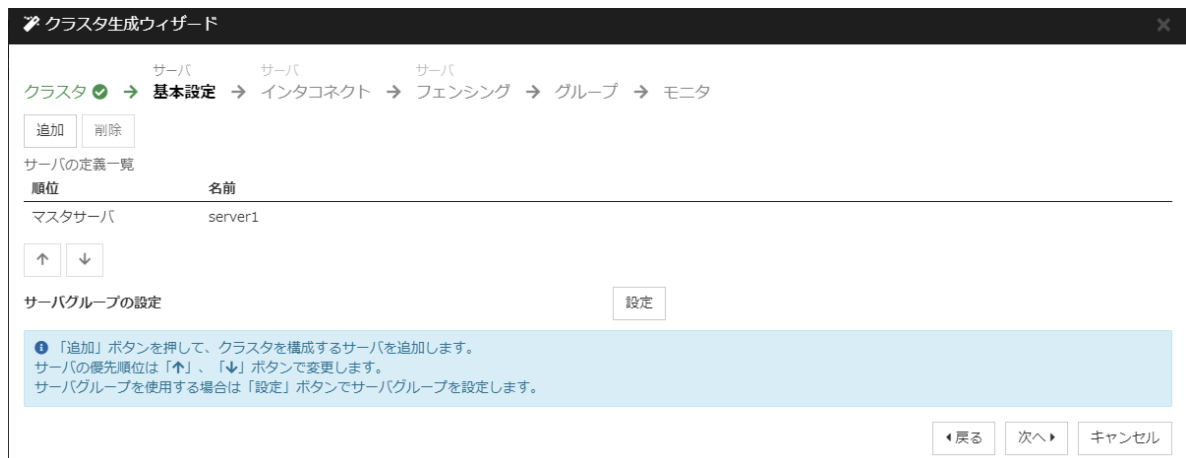 クラスタ生成ウィザード
サーバ サーバ サーバ
クラスタ → 基本設定 → インタコネクト → フェンシング → グループ → モニタ
追加 削除
サーバの定義一覧
順位 名前
マスタサーバ server1
↑ ↓
サーバグループの設定 設定
「追加」ボタンを押して、クラスタを構成するサーバを追加します。
サーバの優先順位は「↑」、「↓」ボタンで変更します。
サーバグループを使用する場合は「設定」ボタンでサーバグループを設定します。
戻る 次へ キャンセル